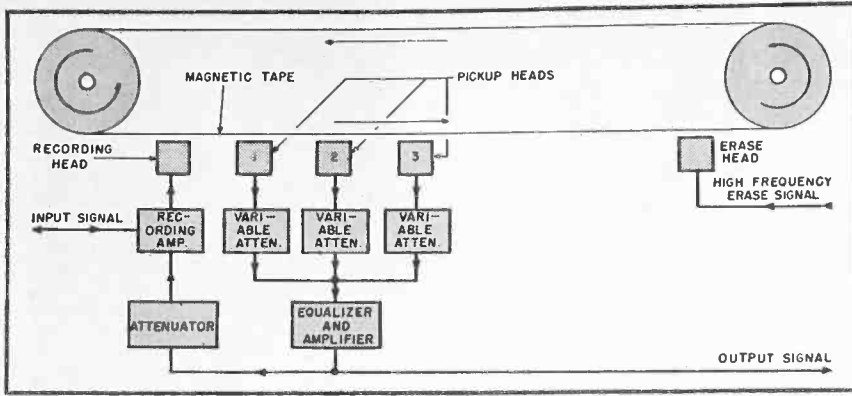 MAGNETIC TAPE
PICKUP HEADS
RECORDING
HEAD
1
2
3
ERASE
HEAD
HIGH FREQUENCY
ERASE SIGNAL
INPUT SIGNAL
REC-
ORDING
AMP.
VARI-
ABLE
ATTEN.
VARI-
ABLE
ATTEN.
VARI-
ABLE
ATTEN.
ATTENUATOR
EQUALIZER
AND
AMPLIFIER
OUTPUT SIGNAL